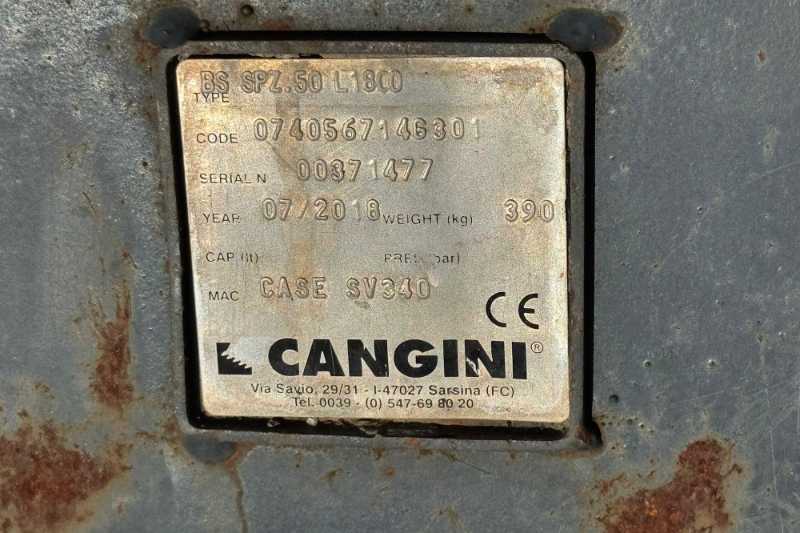 TYPE BS SPZ.50 L1800
CODE 0740567146301
SERIAL N 00371477
YEAR 07/2018 WEIGHT (kg) 390
CAP (lt) PRES (bar)
MAC CASE SV340
CE
CANGINI®
Via Savio, 29/31 - I-47027 Sarsina (FC)
Tel. 0039 - (0) 547-69 80 20